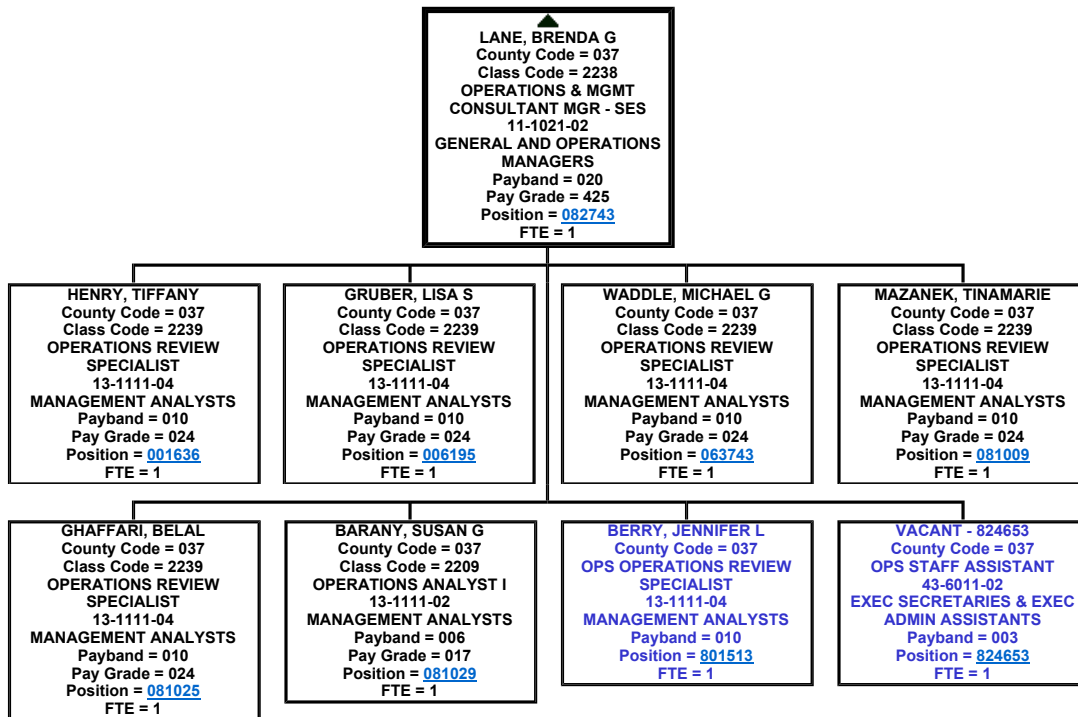 LANE, BRENDA G
County Code = 037
Class Code = 2238
OPERATIONS & MGMT
CONSULTANT MGR - SES
11-1021-02
GENERAL AND OPERATIONS
MANAGERS
Payband = 020
Pay Grade = 425
Position = 082743
FTE = 1
HENRY, TIFFANY
County Code = 037
Class Code = 2239
OPERATIONS REVIEW
SPECIALIST
13-1111-04
MANAGEMENT ANALYSTS
Payband = 010
Pay Grade = 024
Position = 001636
FTE = 1
GRUBER, LISA S
County Code = 037
Class Code = 2239
OPERATIONS REVIEW
SPECIALIST
13-1111-04
MANAGEMENT ANALYSTS
Payband = 010
Pay Grade = 024
Position = 006195
FTE = 1
WADDLE, MICHAEL G
County Code = 037
Class Code = 2239
OPERATIONS REVIEW
SPECIALIST
13-1111-04
MANAGEMENT ANALYSTS
Payband = 010
Pay Grade = 024
Position = 063743
FTE = 1
MAZANEK, TINAMARIE
County Code = 037
Class Code = 2239
OPERATIONS REVIEW
SPECIALIST
13-1111-04
MANAGEMENT ANALYSTS
Payband = 010
Pay Grade = 024
Position = 081009
FTE = 1
GHAFFARI, BELAL
County Code = 037
Class Code = 2239
OPERATIONS REVIEW
SPECIALIST
13-1111-04
MANAGEMENT ANALYSTS
Payband = 010
Pay Grade = 024
Position = 081025
FTE = 1
BARANY, SUSAN G
County Code = 037
Class Code = 2209
OPERATIONS ANALYST I
13-1111-02
MANAGEMENT ANALYSTS
Payband = 006
Pay Grade = 017
Position = 081029
FTE = 1
BERRY, JENNIFER L
County Code = 037
OPS OPERATIONS REVIEW
SPECIALIST
13-1111-04
MANAGEMENT ANALYSTS
Payband = 010
Position = 801513
FTE = 1
VACANT - 824653
County Code = 037
OPS STAFF ASSISTANT
43-6011-02
EXEC SECRETARIES & EXEC
ADMIN ASSISTANTS
Payband = 003
Position = 824653
FTE = 1